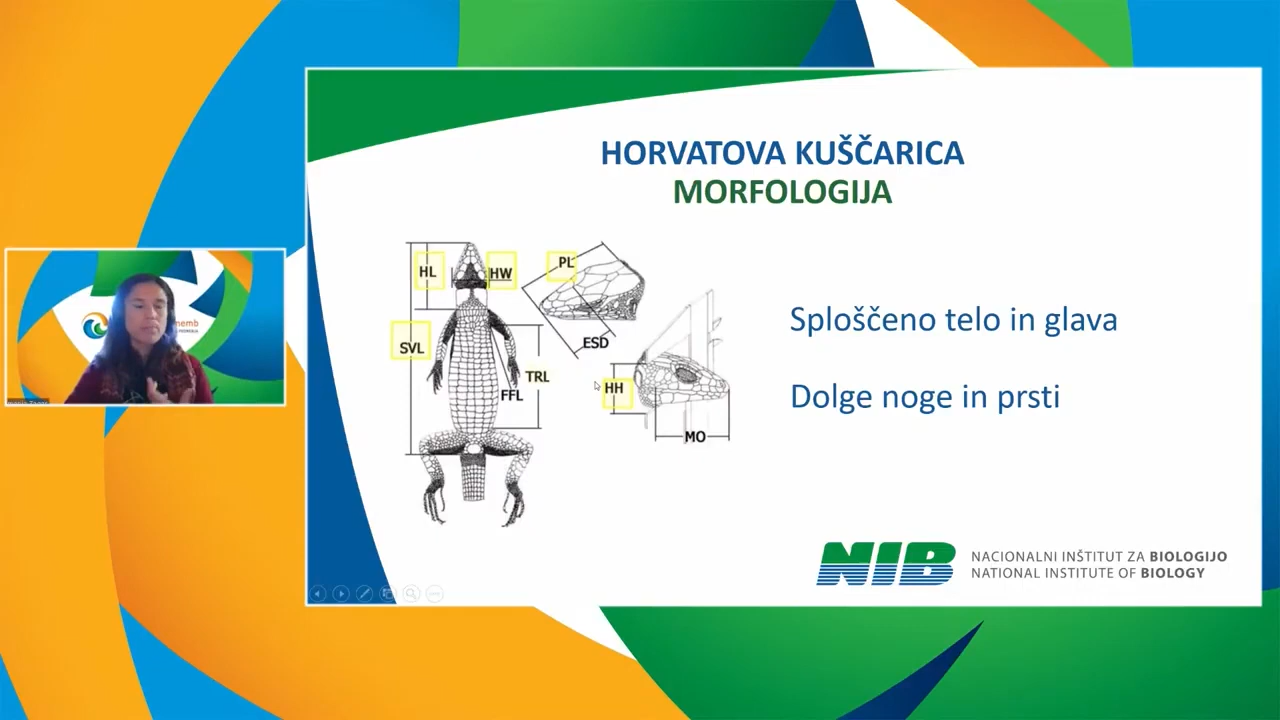 HORVATOVA KUŠČARICA
MORFOLOGIJA
HL
HW
PL
SVL
ESD
TRL
FFL
HH
MO
Sploščeno telo in glava
Dolge noge in prsti
NIB
NACIONALNI INŠTITUT ZA BIOLOGIJO
NATIONAL INSTITUTE OF BIOLOGY